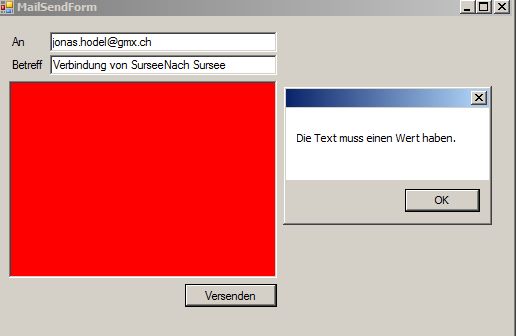 MailSendForm
An jonas.hodel@gmx.ch
Betreff Verbindung von SurseeNach Sursee
Die Text muss einen Wert haben.
OK
Versenden